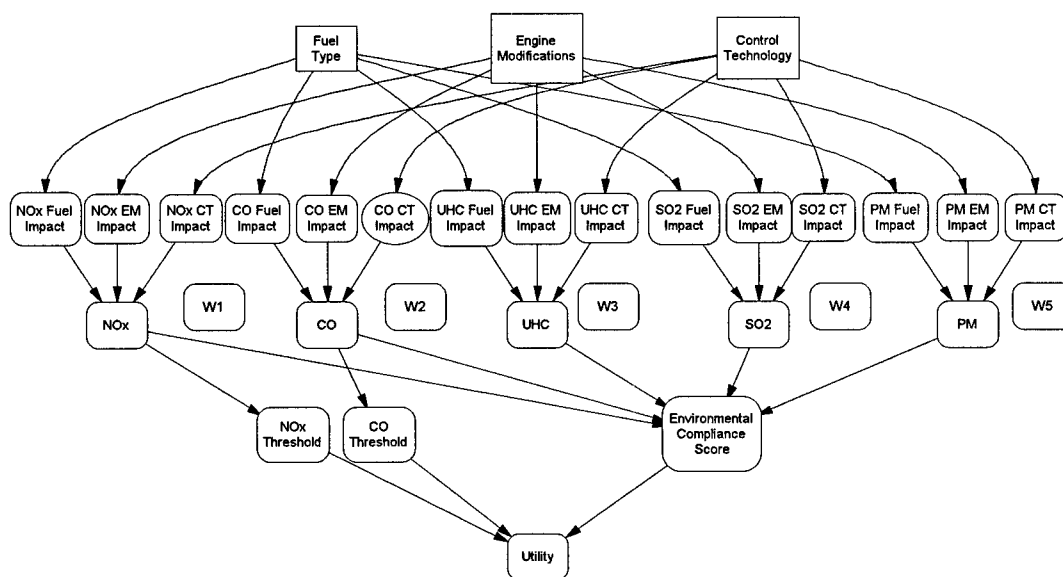 Fuel
Type
Engine
Modifications
Control
Technology
NOx Fuel
Impact
NOx EM
Impact
NOx CT
Impact
CO Fuel
Impact
CO EM
Impact
CO CT
Impact
UHC Fuel
Impact
UHC EM
Impact
UHC CT
Impact
SO2 Fuel
Impact
SO2 EM
Impact
SO2 CT
Impact
PM Fuel
Impact
PM EM
Impact
PM CT
Impact
NOx
W1
CO
W2
UHC
W3
SO2
W4
PM
W5
NOx
Threshold
CO
Threshold
Environmental
Compliance
Score
Utility